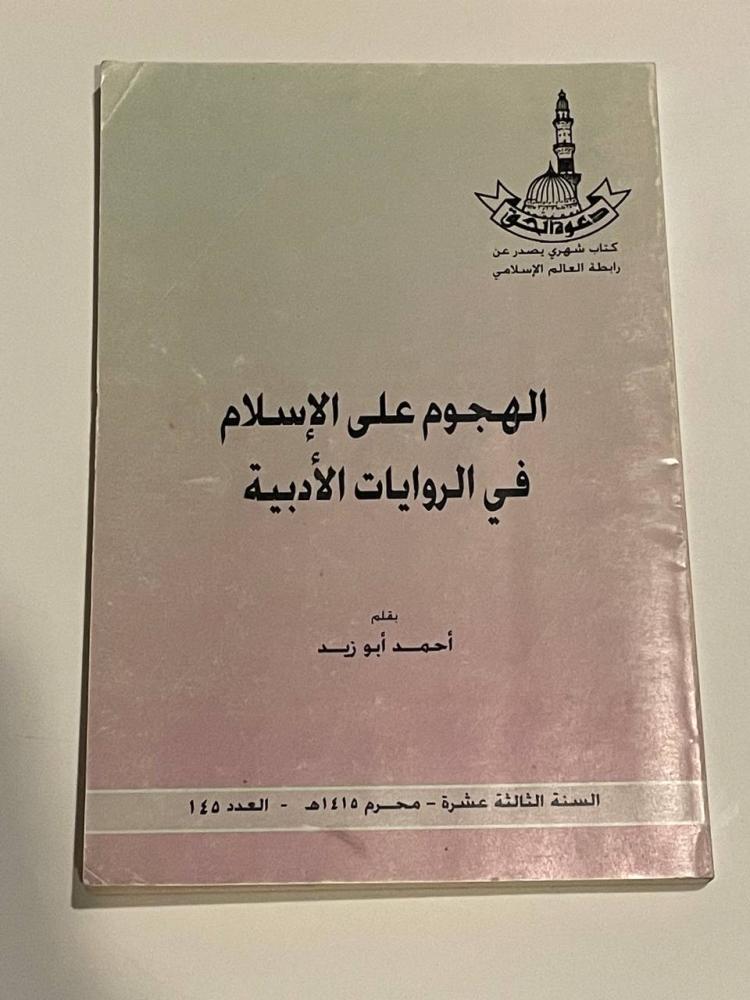 دعوة الحق
كتاب شهري يصدر عن
رابطة العالم الإسلامي
الهجوم على الإسلام
في الروايات الأدبية
بقلم
أحمد أبو زيد
السنة الثالثة عشرة - محرم ١٤١٥هـ - العدد ١٤٥